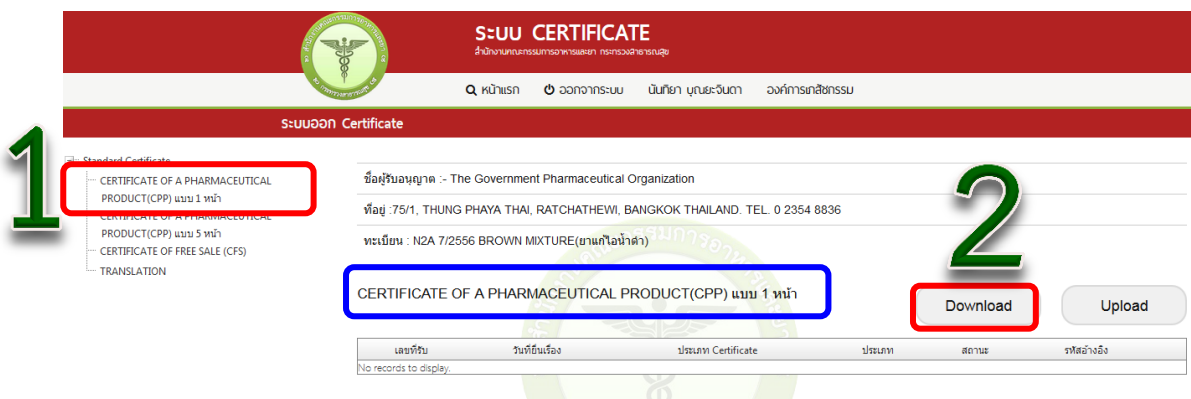 ระบบ CERTIFICATE
สำนักงานคณะกรรมการอาหารและยา กระทรวงสาธารณสุข
หน้าแรก ออกจากระบบ นันทิยา บุณยะจินดา องค์การเภสัชกรรม
ระบบออก Certificate
1
Standard Certificate
CERTIFICATE OF A PHARMACEUTICAL
PRODUCT(CPP) แบบ 1 หน้า
CERTIFICATE OF A PHARMACEUTICAL
PRODUCT(CPP) แบบ 5 หน้า
CERTIFICATE OF FREE SALE (CFS)
TRANSLATION
ชื่อผู้รับอนุญาต :- The Government Pharmaceutical Organization
ที่อยู่ :75/1, THUNG PHAYA THAI, RATCHATHEWI, BANGKOK THAILAND. TEL. 0 2354 8836
ทะเบียน : N2A 7/2556 BROWN MIXTURE(ยาแก้ไอน้ำดำ)
2
CERTIFICATE OF A PHARMACEUTICAL PRODUCT(CPP) แบบ 1 หน้า
Download Upload
เลขที่รับ วันที่ยื่นเรื่อง ประเภท Certificate ประเภท สถานะ รหัสอ้างอิง
No records to display.